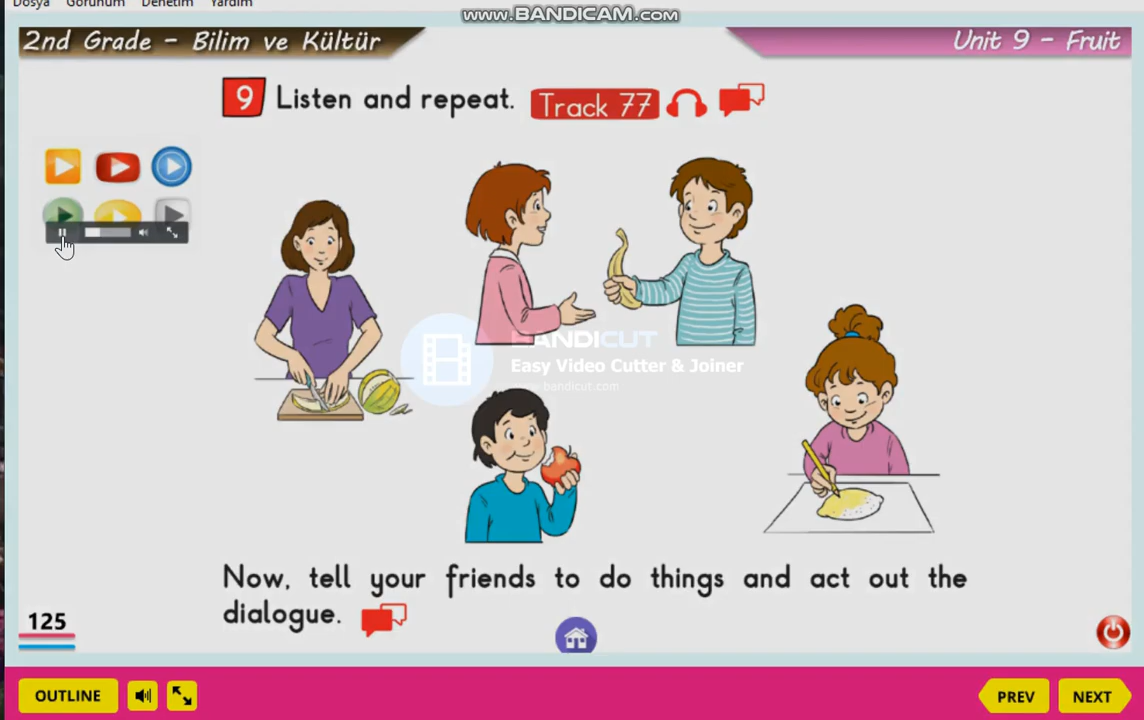 Dosya Görünüm Denetim Yardım
www.BANDICAM.com
2nd Grade - Bilim ve Kültür
Unit 9 - Fruit
9 Listen and repeat. Track 77
BANDICUT
Easy Video Cutter & Joiner
www.bandicut.com
Now, tell your friends to do things and act out the
dialogue.
125
OUTLINE
PREV
NEXT